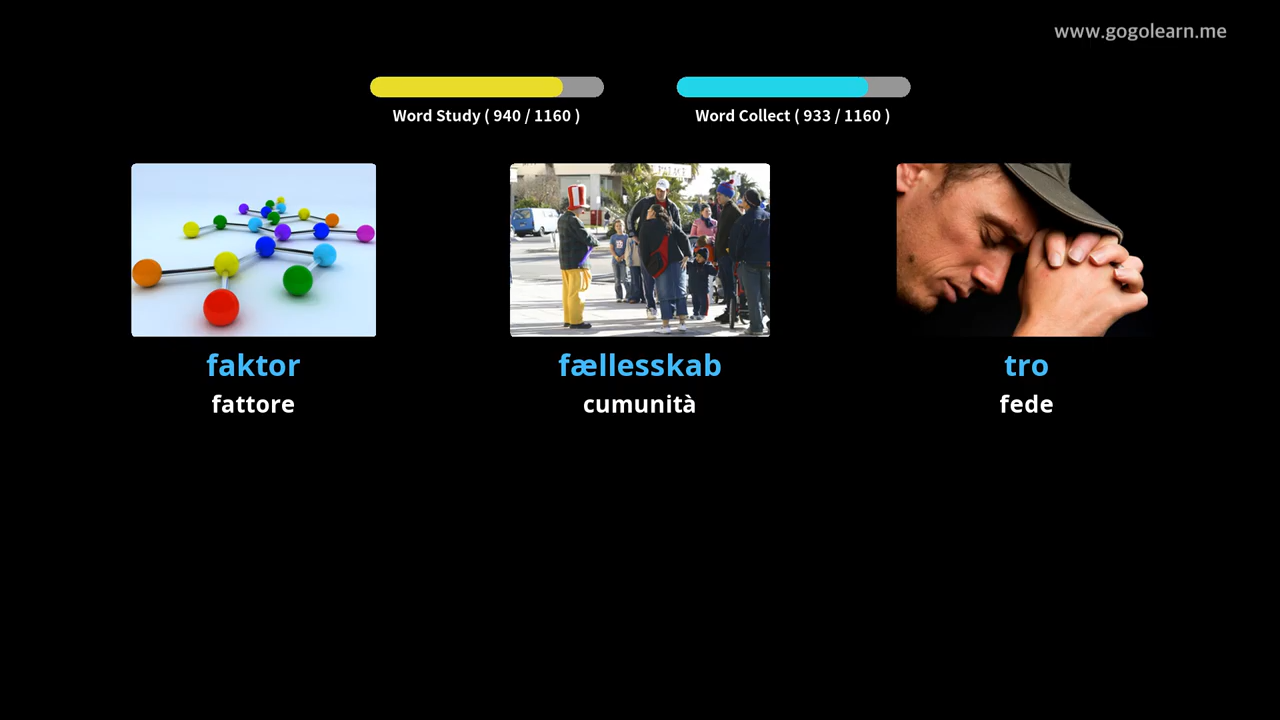 www.gogolearn.me
Word Study ( 940 / 1160 )
Word Collect ( 933 / 1160 )
faktor
fællesskab
tro
fattore
cumunità
fede